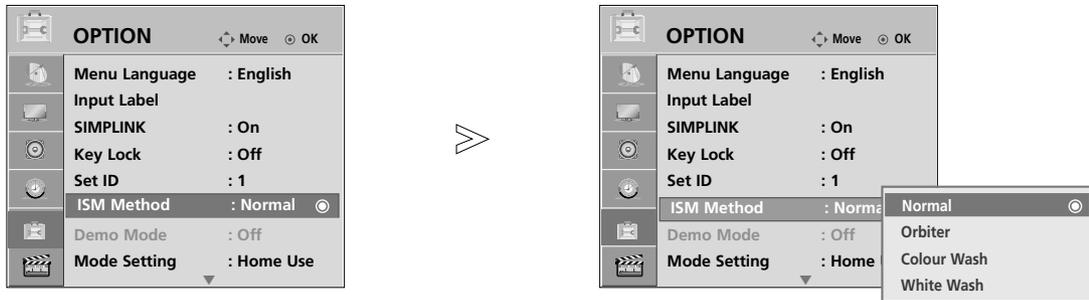 OPTION Move OK
Menu Language : English
Input Label
SIMPLINK : On
Key Lock : Off
Set ID : 1
ISM Method : Normal
Demo Mode : Off
Mode Setting : Home Use
OPTION Move OK
Menu Language : English
Input Label
SIMPLINK : On
Key Lock : Off
Set ID : 1
ISM Method : Norma
Demo Mode : Off
Mode Setting : Home
Normal
Orbiter
Colour Wash
White Wash